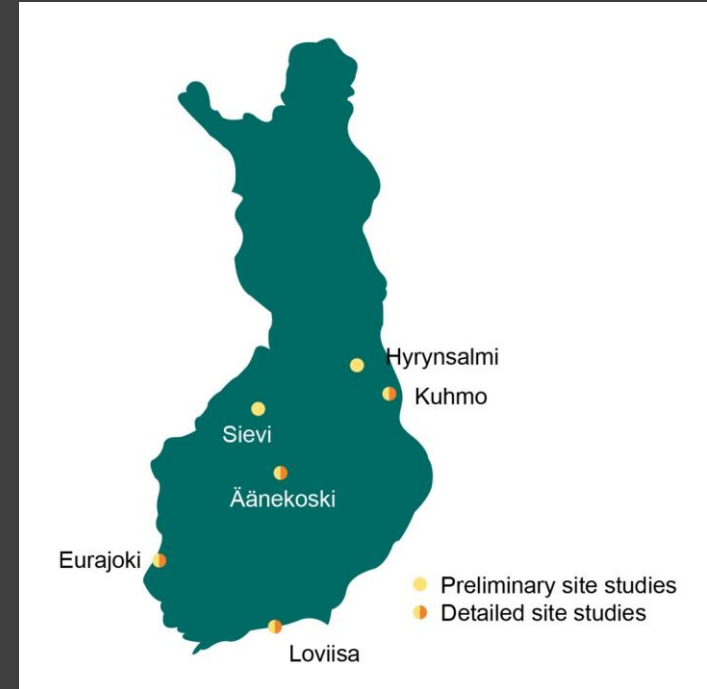 Hyrynsalmi
Kuhmo
Sievi
Äänekoski
Eurajoki
Preliminary site studies
Detailed site studies
Loviisa